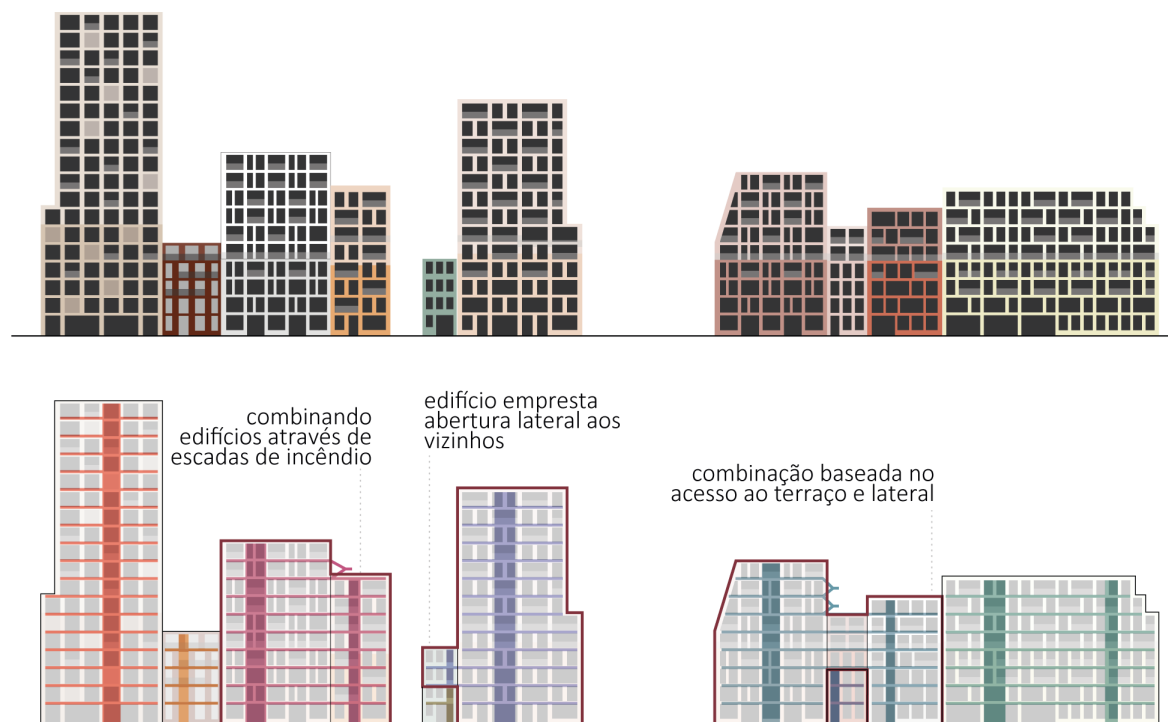 combinando
edifícios através de
escadas de incêndio
edifício empresta
abertura lateral aos
vizinhos
combinação baseada no
acesso ao terraço e lateral